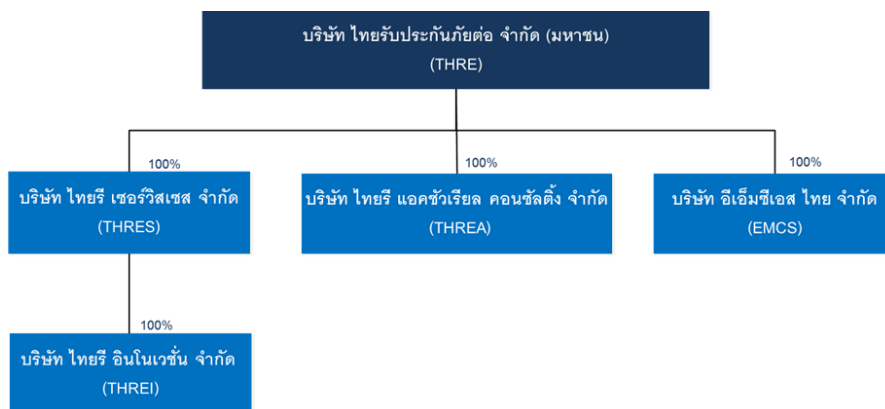 บริษัท ไทยรับประกันภัยต่อ จำกัด (มหาชน)
(THRE)
100%
100%
100%
บริษัท ไทยรี เซอร์วิสเซส จำกัด
(THRES)
บริษัท ไทยรี แอคชัวเรียล คอนซัลติ้ง จำกัด
(THREA)
บริษัท อีเอ็มซีเอส ไทย จำกัด
(EMCS)
100%
บริษัท ไทยรี อินโนเวชั่น จำกัด
(THREI)